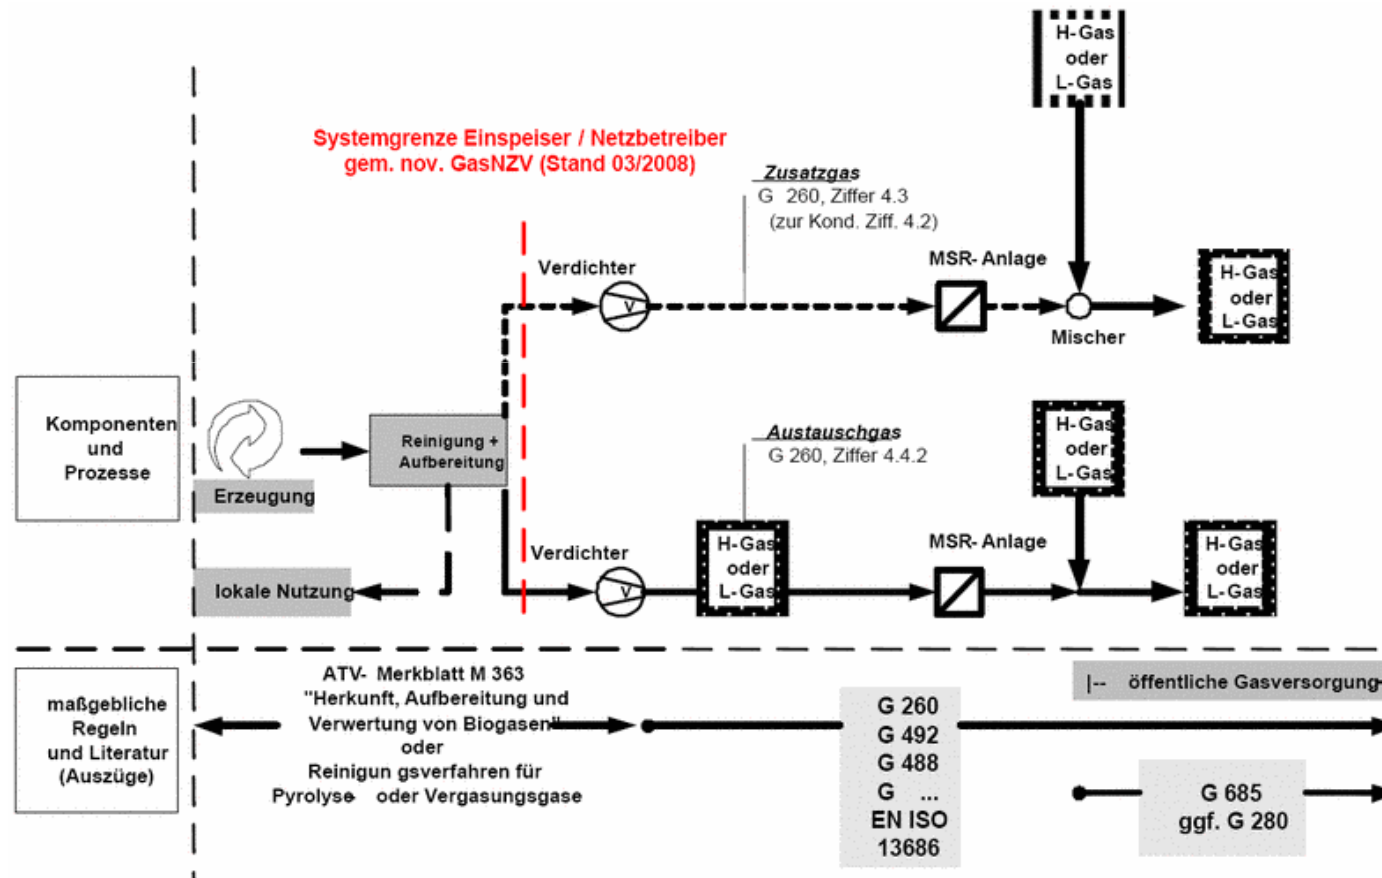 H-Gas
oder
L-Gas
Systemgrenze Einspeiser / Netzbetreiber
gem. nov. GasNZV (Stand 03/2008)
Zusatzgas
G 260, Ziffer 4.3
(zur Kond. Ziff. 4.2)
Verdichter
V
MSR- Anlage
Mischer
H-Gas
oder
L-Gas
Komponenten
und
Prozesse
Erzeugung
Reinigung +
Aufbereitung
lokale Nutzung
Austauschgas
G 260, Ziffer 4.4.2
H-Gas
oder
L-Gas
Verdichter
V
H-Gas
oder
L-Gas
MSR- Anlage
H-Gas
oder
L-Gas
maßgebliche
Regeln
und Literatur
(Auszüge)
ATV- Merkblatt M 363
"Herkunft, Aufbereitung und
Verwertung von Biogasen"
oder
Reinigun gsverfahren für
Pyrolyse- oder Vergasungsgase
G 260
G 492
G 488
G ...
EN ISO
13686
|-- öffentliche Gasversorgung-
G 685
ggf. G 280